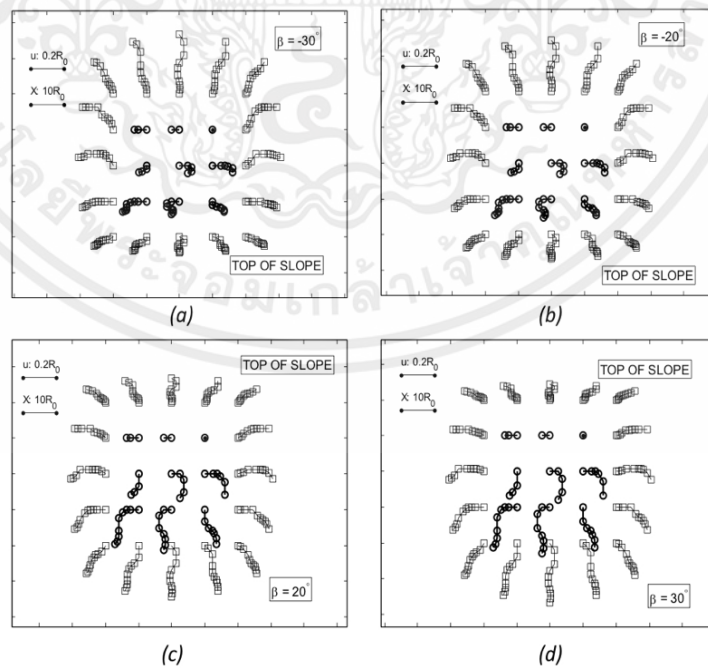 β = -30°
u: 0.2R₀
X: 10R₀
TOP OF SLOPE
(a)
β = -20°
u: 0.2R₀
X: 10R₀
TOP OF SLOPE
(b)
TOP OF SLOPE
u: 0.2R₀
X: 10R₀
β = 20°
(c)
TOP OF SLOPE
u: 0.2R₀
X: 10R₀
β = 30°
(d)